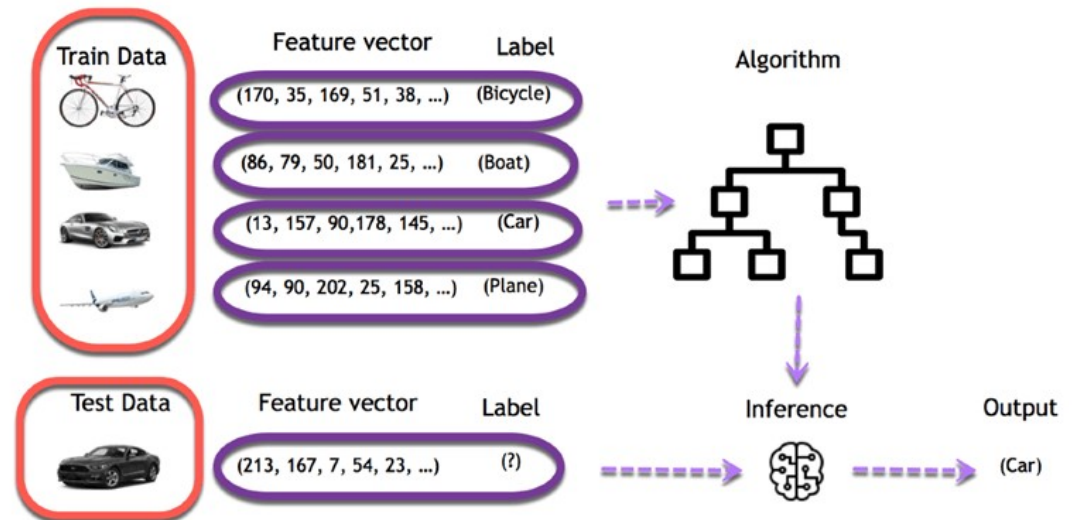 Train Data
Feature vector
Label
(170, 35, 169, 51, 38, ...)
(Bicycle)
(86, 79, 50, 181, 25, ...)
(Boat)
(13, 157, 90,178, 145, ...)
(Car)
(94, 90, 202, 25, 158, ...)
(Plane)
Algorithm
Test Data
Feature vector
Label
(213, 167, 7, 54, 23, ...)
(?)
Inference
Output
(Car)